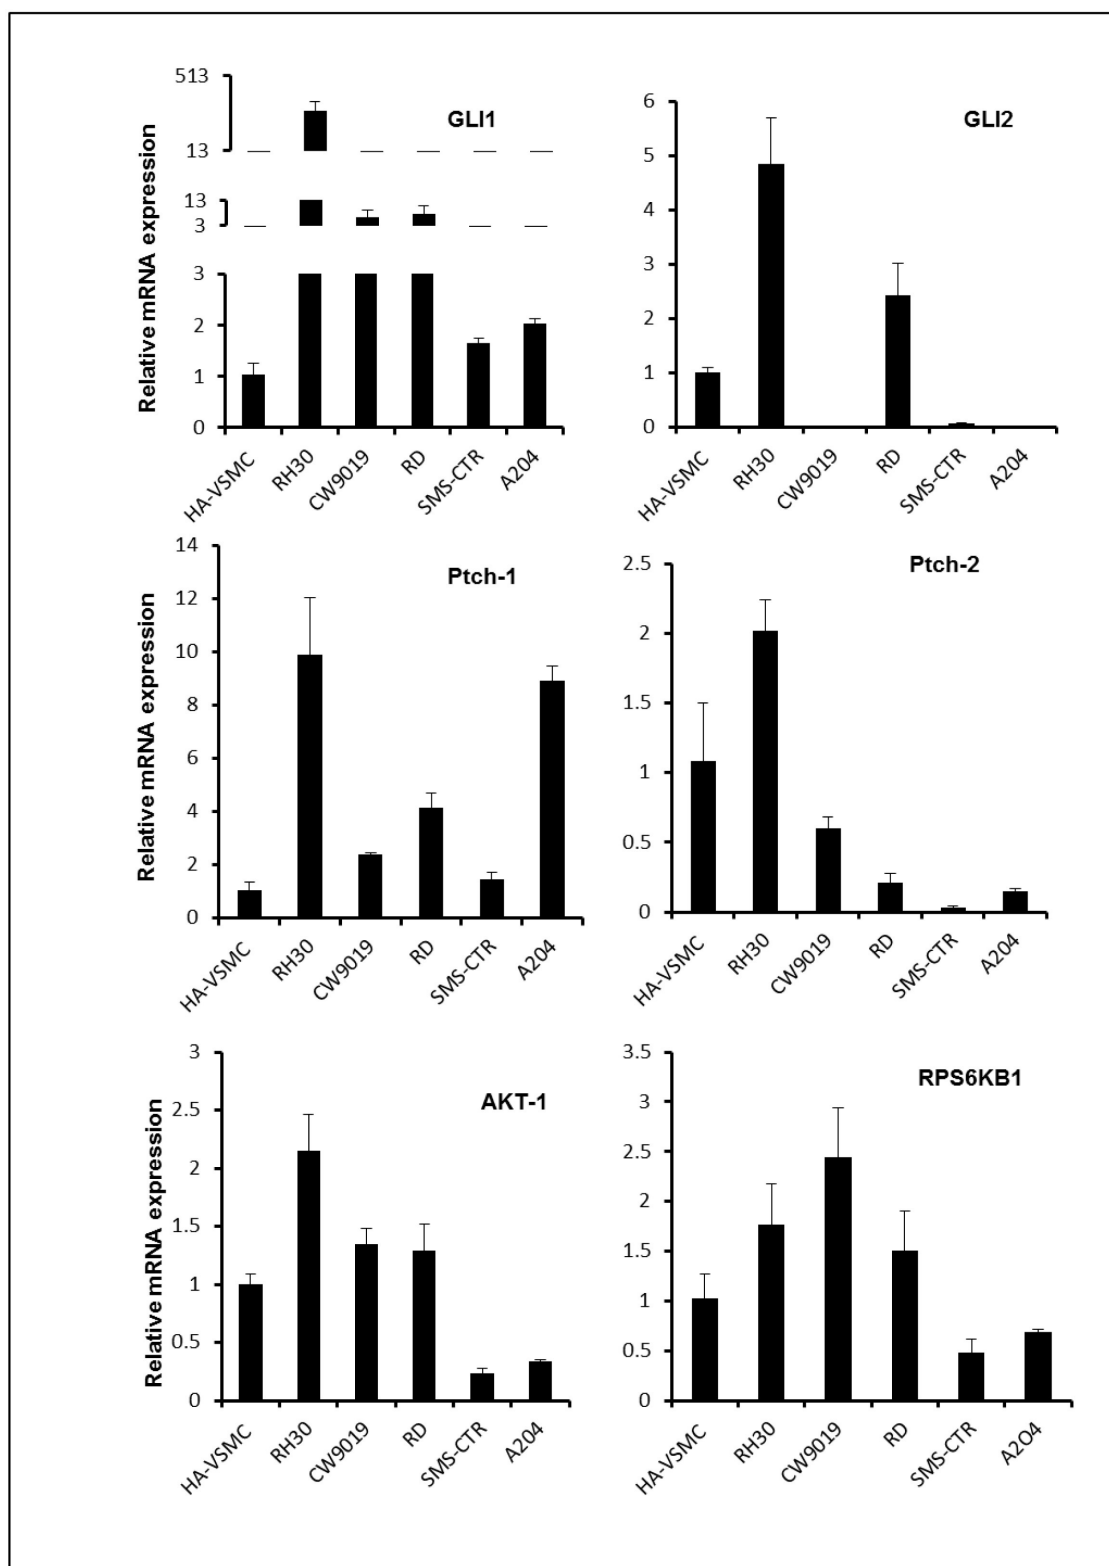 GLI1
Relative mRNA expression
513
13
13
3
3
2
1
0
HA-VSMC
RH30
CW9019
RD
SMS-CTR
A204
GLI2
6
5
4
3
2
1
0
HA-VSMC
RH30
CW9019
RD
SMS-CTR
A204
Ptch-1
Relative mRNA expression
14
12
10
8
6
4
2
0
HA-VSMC
RH30
CW9019
RD
SMS-CTR
A204
Ptch-2
2.5
2
1.5
1
0.5
0
HA-VSMC
RH30
CW9019
RD
SMS-CTR
A204
AKT-1
Relative mRNA expression
3
2.5
2
1.5
1
0.5
0
HA-VSMC
RH30
CW9019
RD
SMS-CTR
A204
RPS6KB1
3.5
3
2.5
2
1.5
1
0.5
0
HA-VSMC
RH30
CW9019
RD
SMS-CTR
A2O4